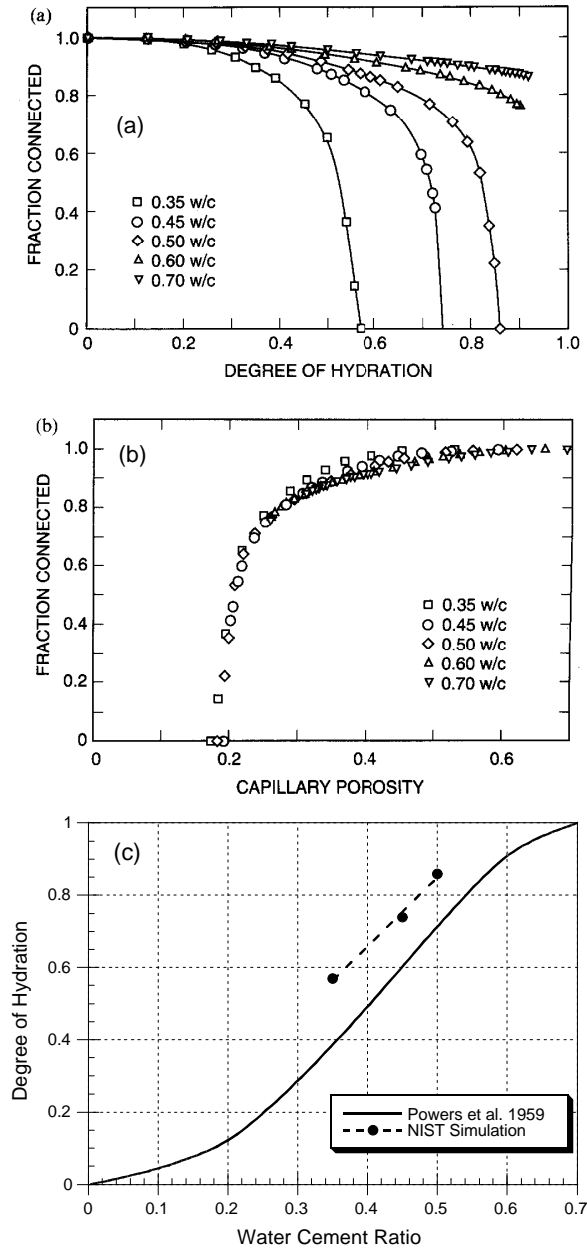 (a)
1.0
0.8
0.6
0.4
0.2
0
FRACTION CONNECTED
(a)
□ 0.35 w/c
○ 0.45 w/c
◇ 0.50 w/c
△ 0.60 w/c
▽ 0.70 w/c
0 0.2 0.4 0.6 0.8 1.0
DEGREE OF HYDRATION
(b)
1.0
0.8
0.6
0.4
0.2
0
FRACTION CONNECTED
(b)
□ 0.35 w/c
○ 0.45 w/c
◇ 0.50 w/c
△ 0.60 w/c
▽ 0.70 w/c
0 0.2 0.4 0.6
CAPILLARY POROSITY
1
0.8
0.6
0.4
0.2
0
Degree of Hydration
(c)
Powers et al. 1959
NIST Simulation
0 0.1 0.2 0.3 0.4 0.5 0.6 0.7
Water Cement Ratio